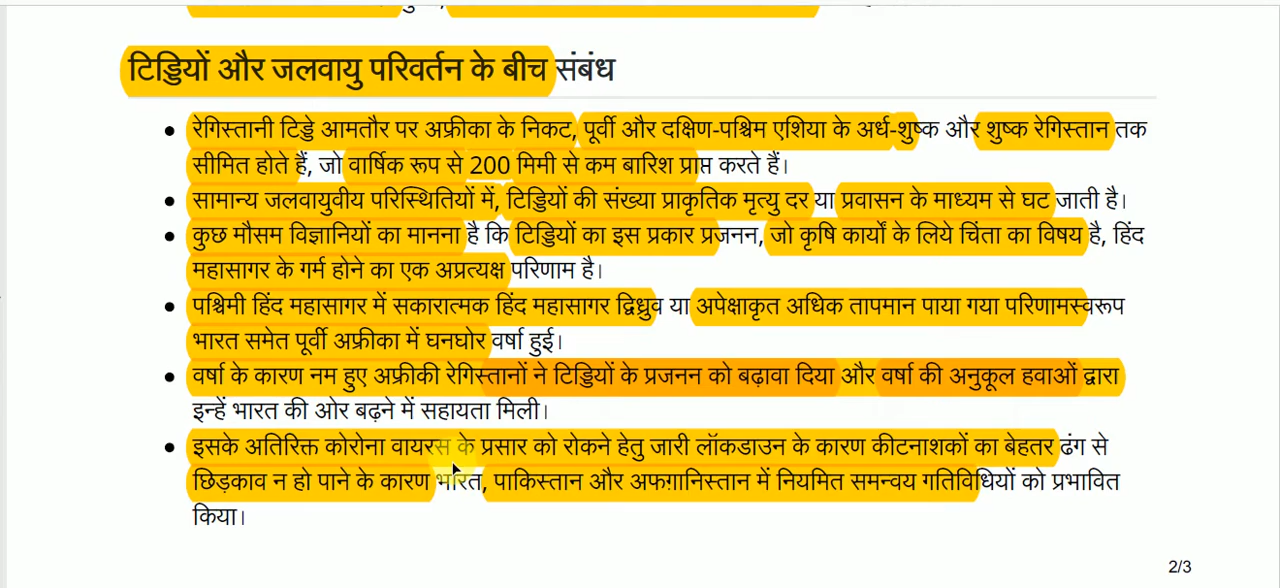 टिड्डियों और जलवायु परिवर्तन के बीच संबंध
रेगिस्तानी टिड्डे आमतौर पर अफ्रीका के निकट, पूर्वी और दक्षिण-पश्चिम एशिया के अर्ध-शुष्क और शुष्क रेगिस्तान तक
सीमित होते हैं, जो वार्षिक रूप से 200 मिमी से कम बारिश प्राप्त करते हैं।
सामान्य जलवायुवीय परिस्थितियों में, टिड्डियों की संख्या प्राकृतिक मृत्यु दर या प्रवासन के माध्यम से घट जाती है।
कुछ मौसम विज्ञानियों का मानना है कि टिड्डियों का इस प्रकार प्रजनन, जो कृषि कार्यों के लिये चिंता का विषय है, हिंद
महासागर के गर्म होने का एक अप्रत्यक्ष परिणाम है।
पश्चिमी हिंद महासागर में सकारात्मक हिंद महासागर द्विध्रुव या अपेक्षाकृत अधिक तापमान पाया गया परिणामस्वरूप
भारत समेत पूर्वी अफ्रीका में घनघोर वर्षा हुई।
वर्षा के कारण नम हुए अफ्रीकी रेगिस्तानों ने टिड्डियों के प्रजनन को बढ़ावा दिया और वर्षा की अनुकूल हवाओं द्वारा
इन्हें भारत की ओर बढ़ने में सहायता मिली।
इसके अतिरिक्त कोरोना वायरस के प्रसार को रोकने हेतु जारी लॉकडाउन के कारण कीटनाशकों का बेहतर ढंग से
छिड़काव न हो पाने के कारण भारत, पाकिस्तान और अफग़ानिस्तान में नियमित समन्वय गतिविधियों को प्रभावित
किया।
2/3